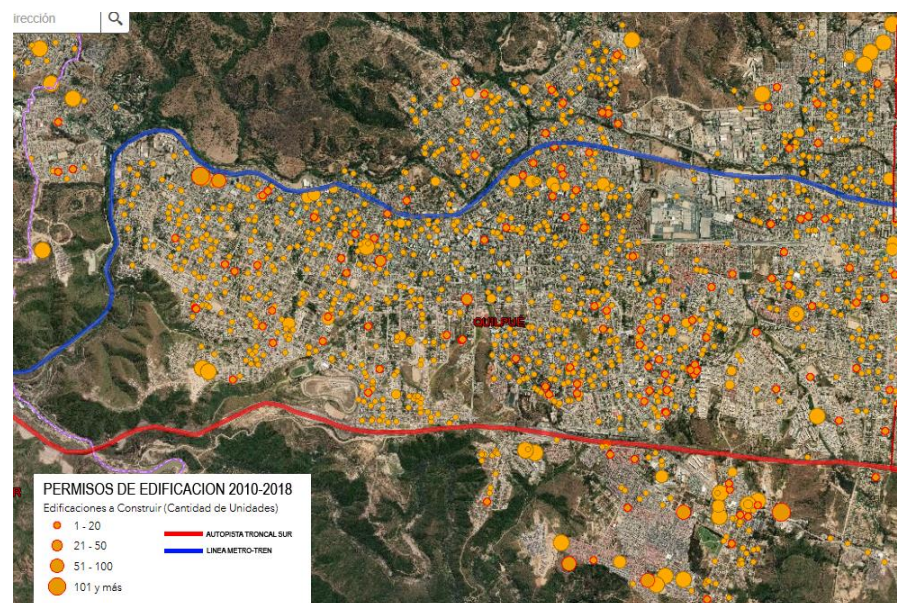 irección
QUILPUÉ
PERMISOS DE EDIFICACION 2010-2018
Edificaciones a Construir (Cantidad de Unidades)
1 - 20
21 - 50
51 - 100
101 y más
AUTOPISTA TRONCAL SUR
LINEA METRO-TREN